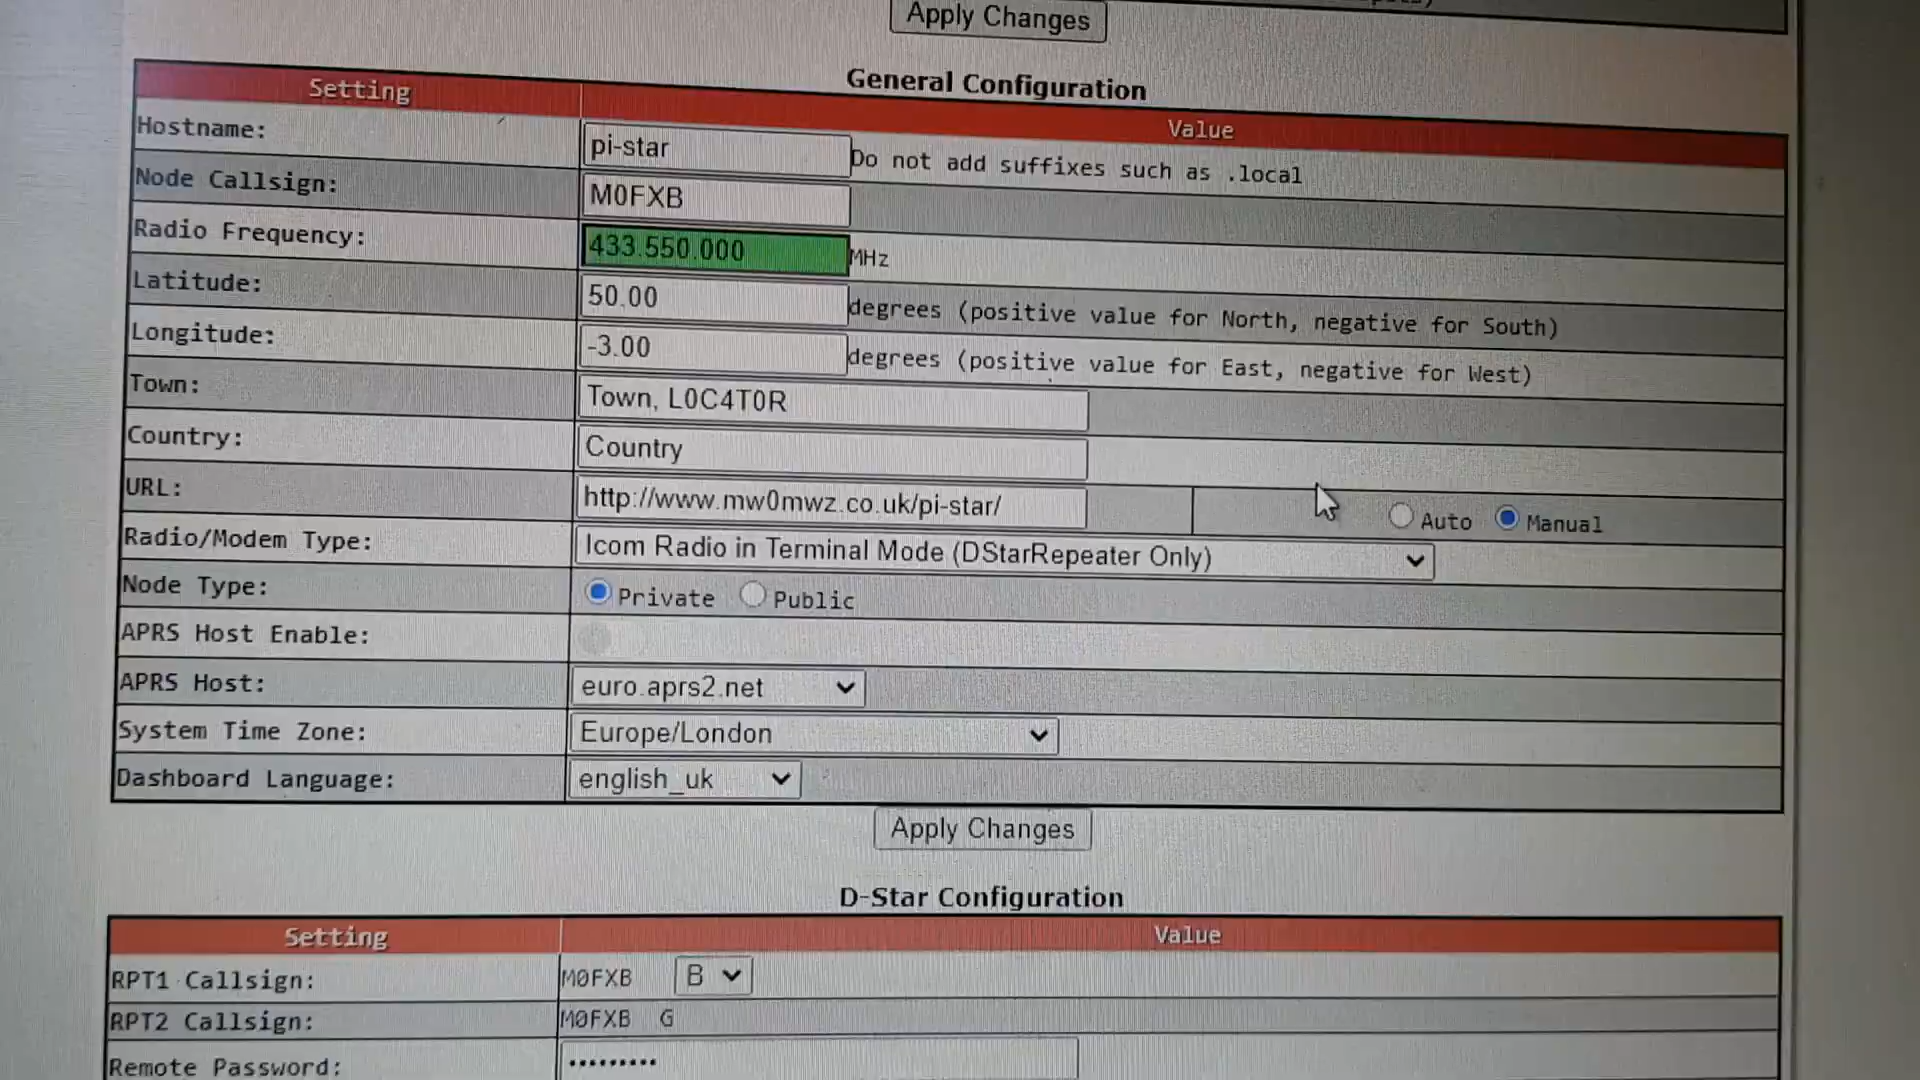 Apply Changes
General Configuration
Setting Value
Hostname: pi-star Do not add suffixes such as .local
Node Callsign: M0FXB
Radio Frequency: 433.550.000 MHz
Latitude: 50.00 degrees (positive value for North, negative for South)
Longitude: -3.00 degrees (positive value for East, negative for West)
Town: Town, L0C4T0R
Country: Country
URL: http://www.mw0mwz.co.uk/pi-star/ Auto Manual
Radio/Modem Type: Icom Radio in Terminal Mode (DStarRepeater Only)
Node Type: Private Public
APRS Host Enable:
APRS Host: euro.aprs2.net
System Time Zone: Europe/London
Dashboard Language: english_uk
Apply Changes
D-Star Configuration
Setting Value
RPT1 Callsign: M0FXB B
RPT2 Callsign: M0FXB G
Remote Password: •••••••••